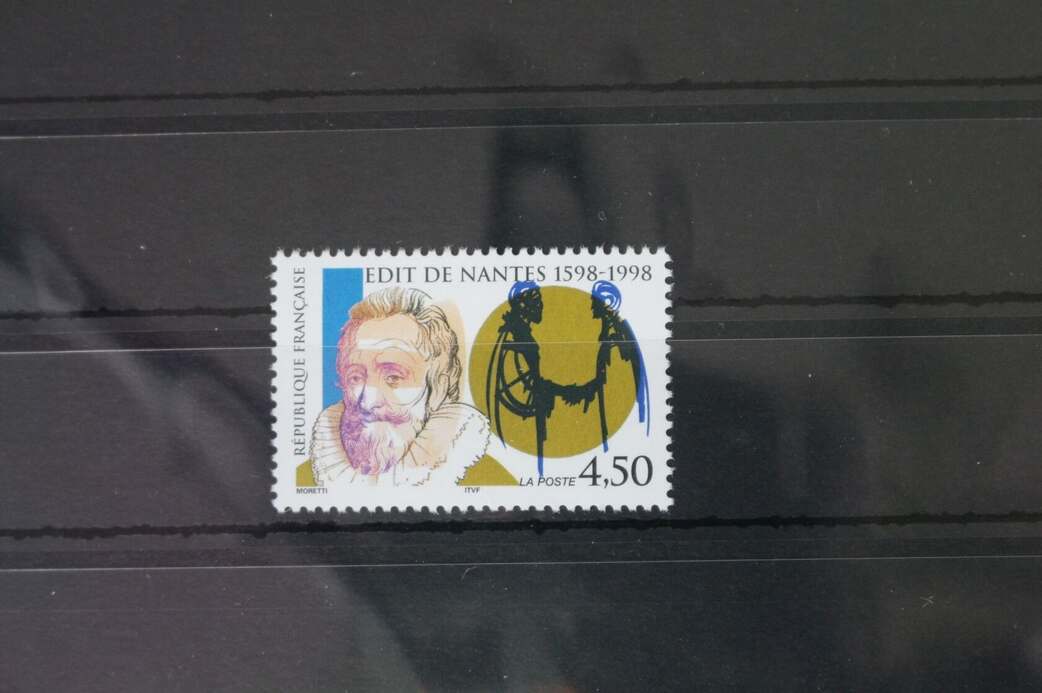 EDIT DE NANTES 1598-1998
RÉPUBLIQUE FRANÇAISE
LA POSTE 4,50
MORETTI
ITVF